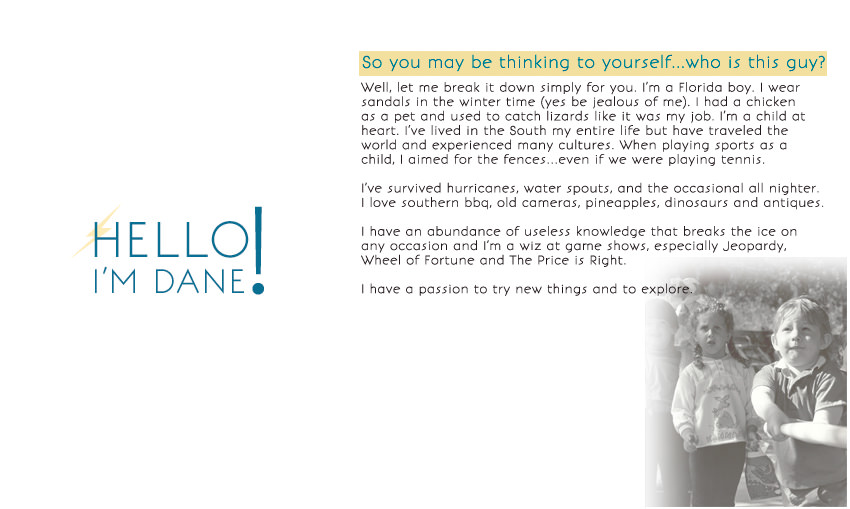 So you may be thinking to yourself...who is this guy?
Well, let me break it down simply for you. I'm a Florida boy. I wear
sandals in the winter time (yes be jealous of me). I had a chicken
as a pet and used to catch lizards like it was my job. I'm a child at
heart. I've lived in the South my entire life but have traveled the
world and experienced many cultures. When playing sports as a
child, I aimed for the fences...even if we were playing tennis.
I've survived hurricanes, water spouts, and the occasional all nighter.
I love southern bbq, old cameras, pineapples, dinosaurs and antiques.
I have an abundance of useless knowledge that breaks the ice on
any occasion and I'm a wiz at game shows, especially Jeopardy,
Wheel of Fortune and The Price is Right.
I have a passion to try new things and to explore.
HELLO!
I'M DANE